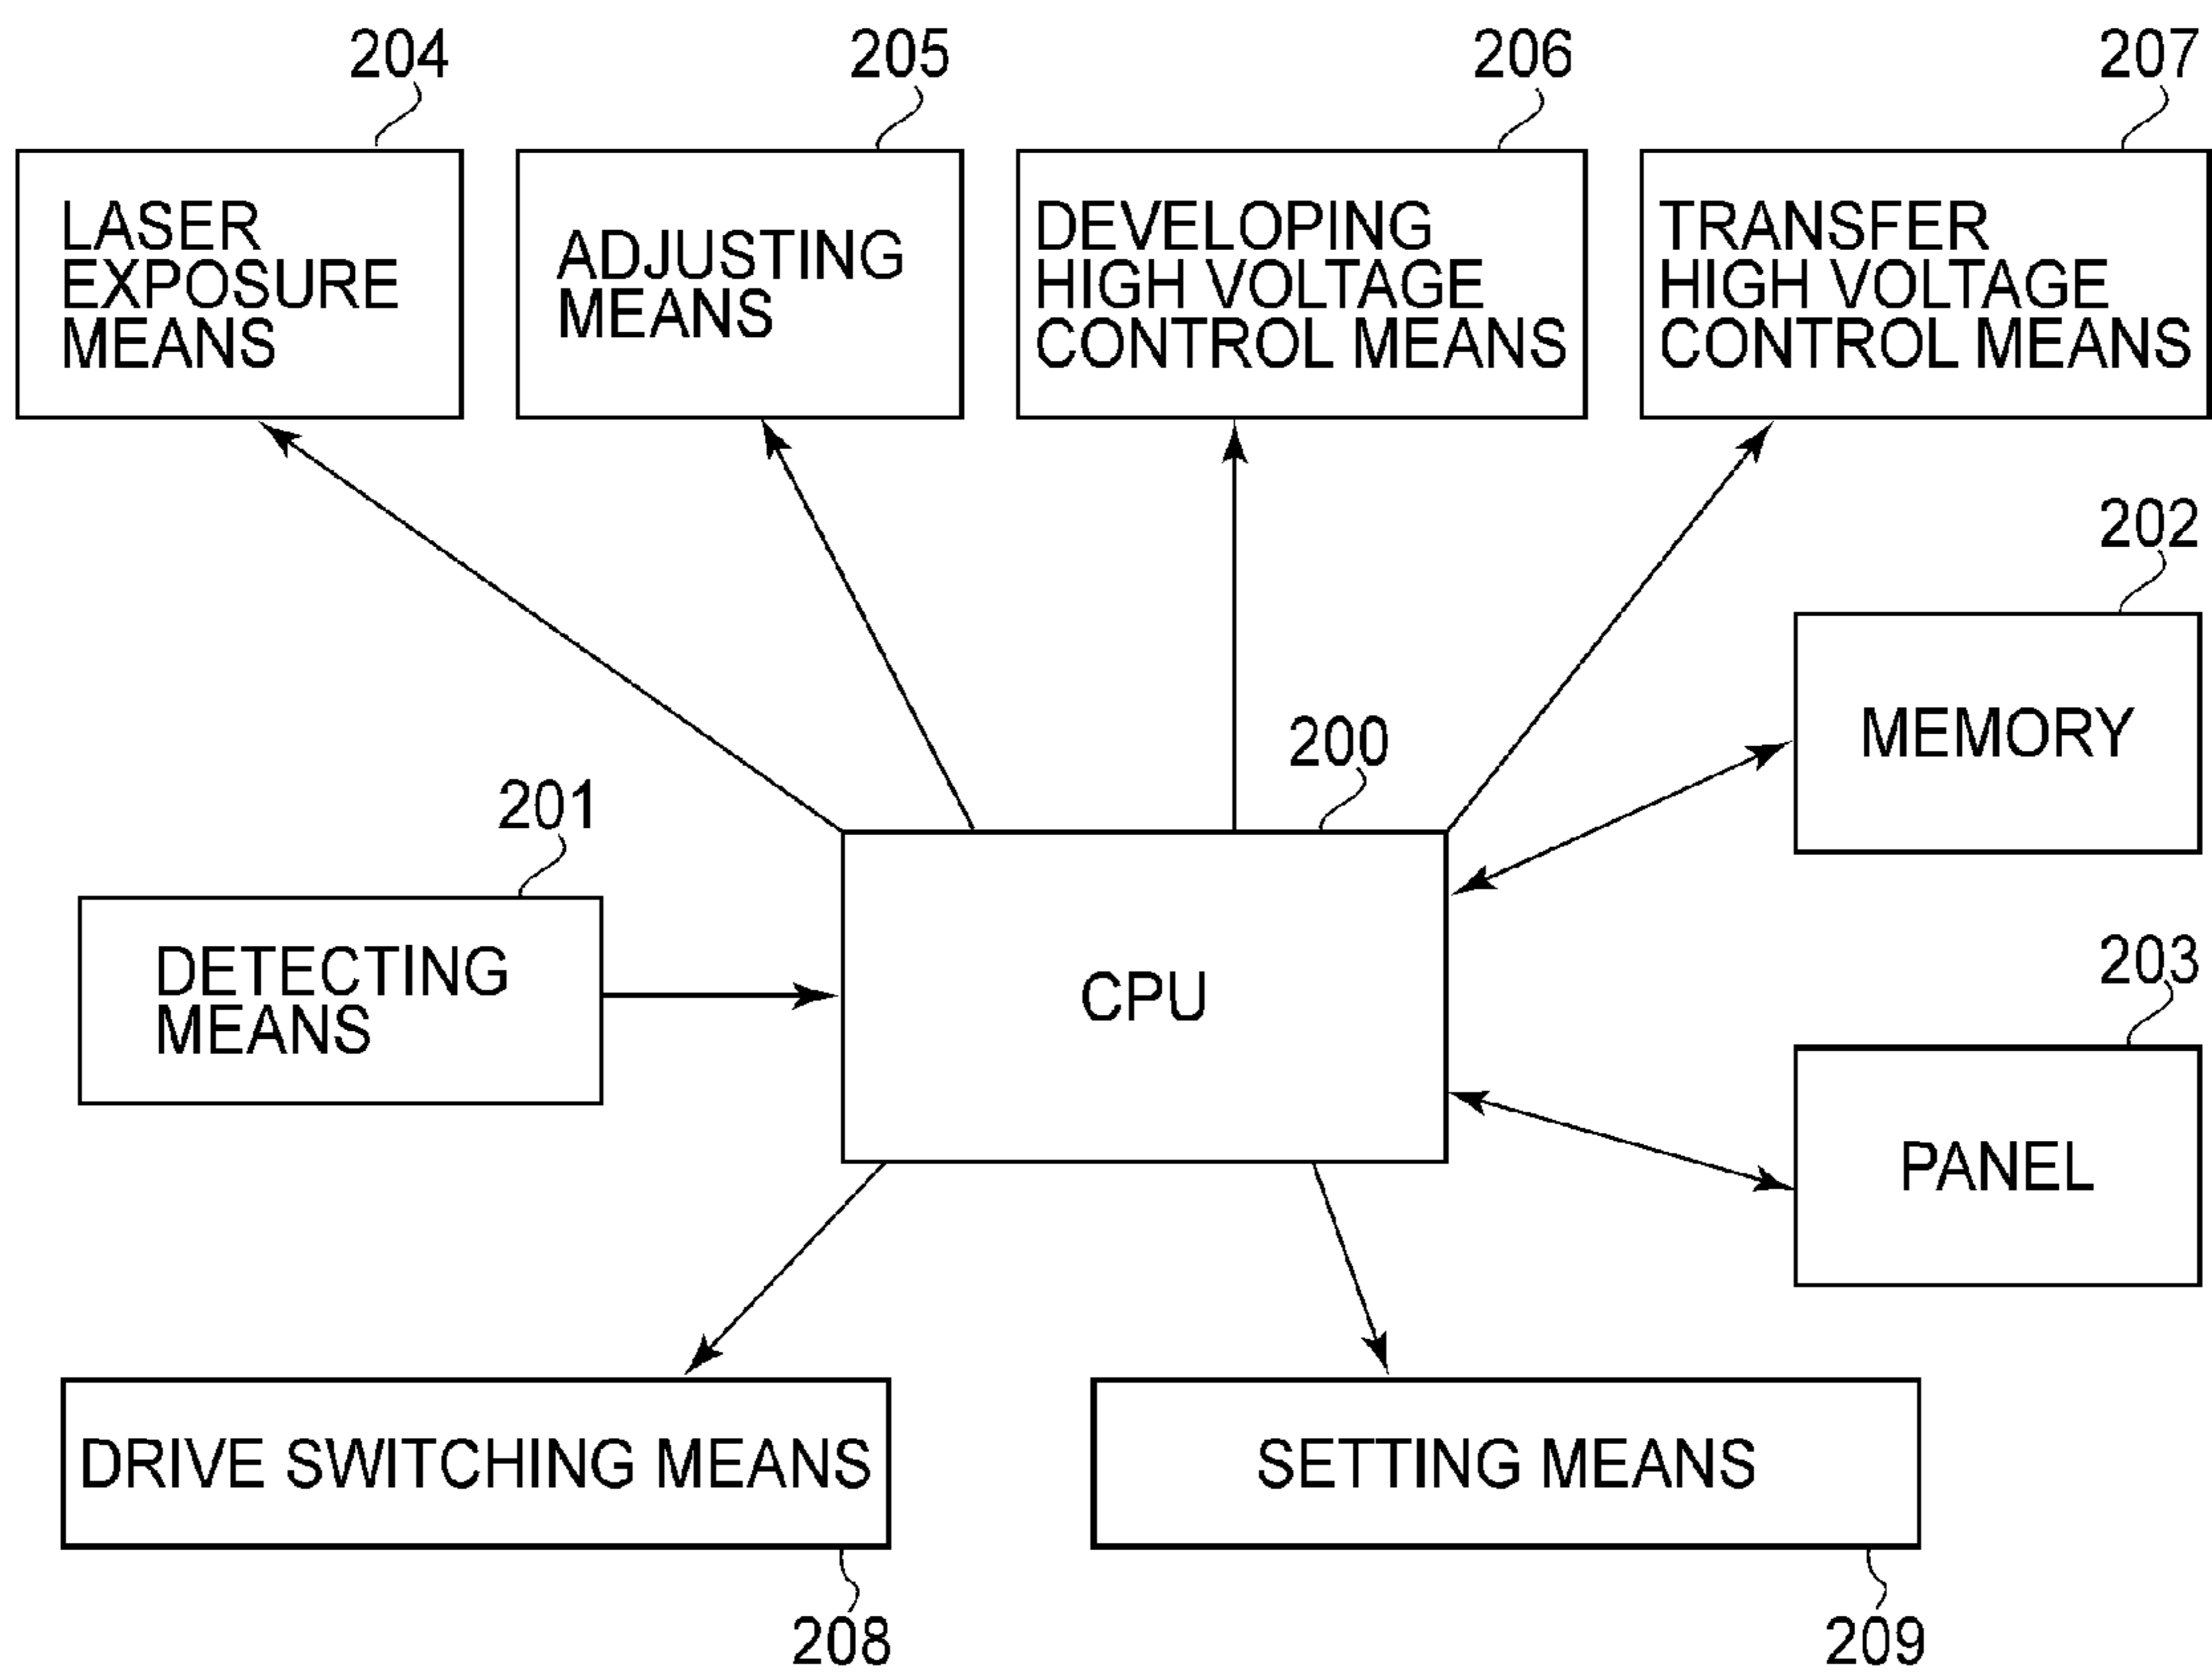 204
205
206
207
LASER
EXPOSURE
MEANS
ADJUSTING
MEANS
DEVELOPING
HIGH VOLTAGE
CONTROL MEANS
TRANSFER
HIGH VOLTAGE
CONTROL MEANS
202
MEMORY
200
201
DETECTING
MEANS
CPU
203
PANEL
DRIVE SWITCHING MEANS
SETTING MEANS
208
209